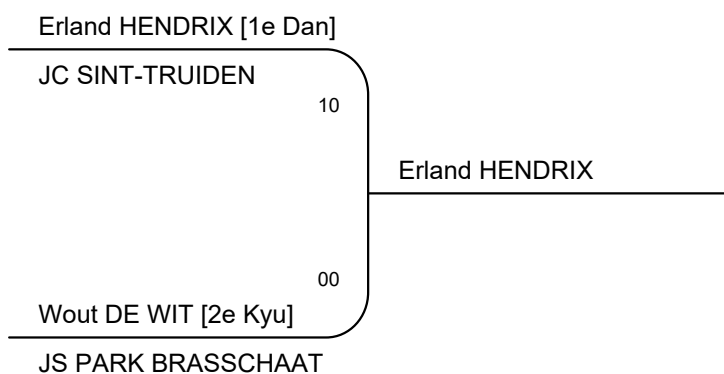 Erland HENDRIX [1e Dan]
JC SINT-TRUIDEN
10
Erland HENDRIX
00
Wout DE WIT [2e Kyu]
JS PARK BRASSCHAAT